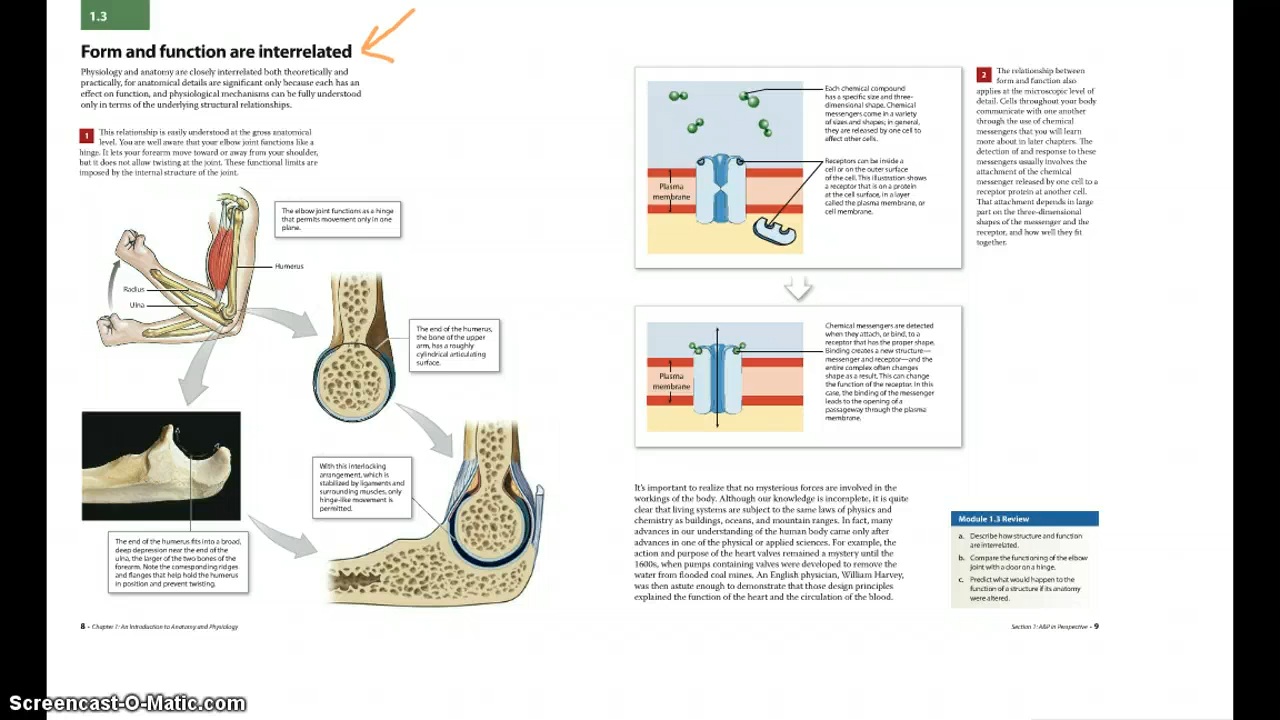 1.3
Form and function are interrelated
Physiology and anatomy are closely interrelated both theoretically and
practically, for anatomical details are significant only because each has an
effect on function, and physiological mechanisms can be fully understood
only in terms of the underlying structural relationships.
1 This relationship is easily understood at the gross anatomical
level. You are well aware that your elbow joint functions like a
hinge. It lets your forearm move toward or away from your shoulder,
but it does not allow twisting at the joint. These functional limits are
imposed by the internal structure of the joint.
The elbow joint functions as a hinge
that permits movement only in one
plane.
Humerus
Radius
Ulna
The end of the humerus,
the bone of the upper
arm, has a roughly
cylindrical articulating
surface.
With this interlocking
arrangement, which is
stabilized by ligaments and
surrounding muscles, only
hinge-like movement is
permitted.
The end of the humerus fits into a broad,
deep depression near the end of the
ulna, the larger of the two bones of the
forearm. Note the corresponding ridges
and flanges that help hold the humerus
in position and prevent twisting.
8 • Chapter 1: An Introduction to Anatomy and Physiology
Each chemical compound
has a specific size and three-
dimensional shape. Chemical
messengers come in a variety
of sizes and shapes; in general,
they are released by one cell to
affect other cells.
Receptors can be inside a
cell or on the outer surface
of the cell. This illustration shows
a receptor that is on a protein
at the cell surface, in a layer
called the plasma membrane, or
cell membrane.
Plasma
membrane
Chemical messengers are detected
when they attach, or bind, to a
receptor that has the proper shape.
Binding creates a new structure—
messenger and receptor—and the
entire complex often changes
shape as a result. This can change
the function of the receptor. In this
case, the binding of the messenger
leads to the opening of a
passageway through the plasma
membrane.
Plasma
membrane
2 The relationship between
form and function also
applies at the microscopic level of
detail. Cells throughout your body
communicate with one another
through the use of chemical
messengers that you will learn
more about in later chapters. The
detection of and response to these
messengers usually involves the
attachment of the chemical
messenger released by one cell to a
receptor protein at another cell.
That attachment depends in large
part on the three-dimensional
shapes of the messenger and the
receptor, and how well they fit
together.
It's important to realize that no mysterious forces are involved in the
workings of the body. Although our knowledge is incomplete, it is quite
clear that living systems are subject to the same laws of physics and
chemistry as buildings, oceans, and mountain ranges. In fact, many
advances in our understanding of the human body came only after
advances in one of the physical or applied sciences. For example, the
action and purpose of the heart valves remained a mystery until the
1600s, when pumps containing valves were developed to remove the
water from flooded coal mines. An English physician, William Harvey,
was then astute enough to demonstrate that those design principles
explained the function of the heart and the circulation of the blood.
Module 1.3 Review
a. Describe how structure and function
are interrelated.
b. Compare the functioning of the elbow
joint with a door on a hinge.
c. Predict what would happen to the
function of a structure if its anatomy
were altered.
Section 1: A&P in Perspective • 9
Screencast-O-Matic.com